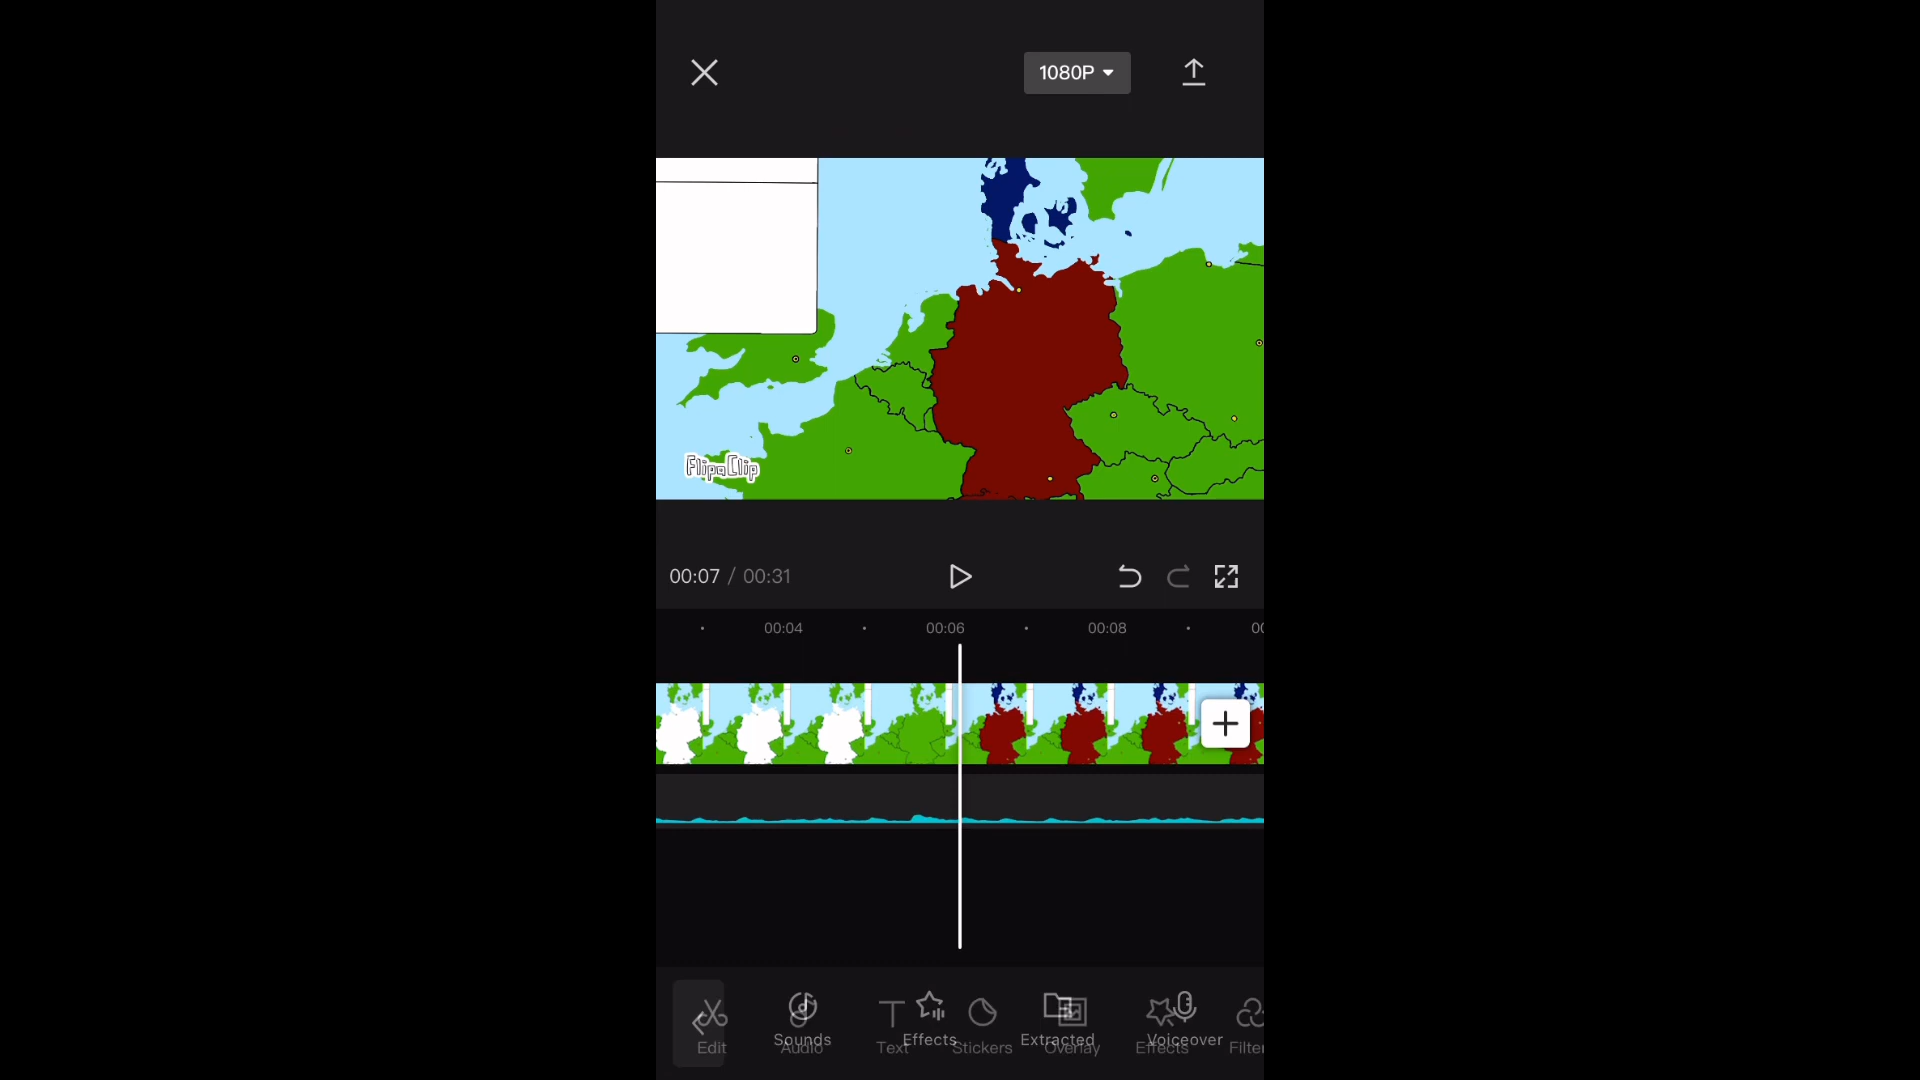 1080P
FlipaClip
00:07 / 00:31
00:04 00:06 00:08
Sounds Effects Extracted Voiceover
Edit Audio Text Stickers Overlay Effects Filter